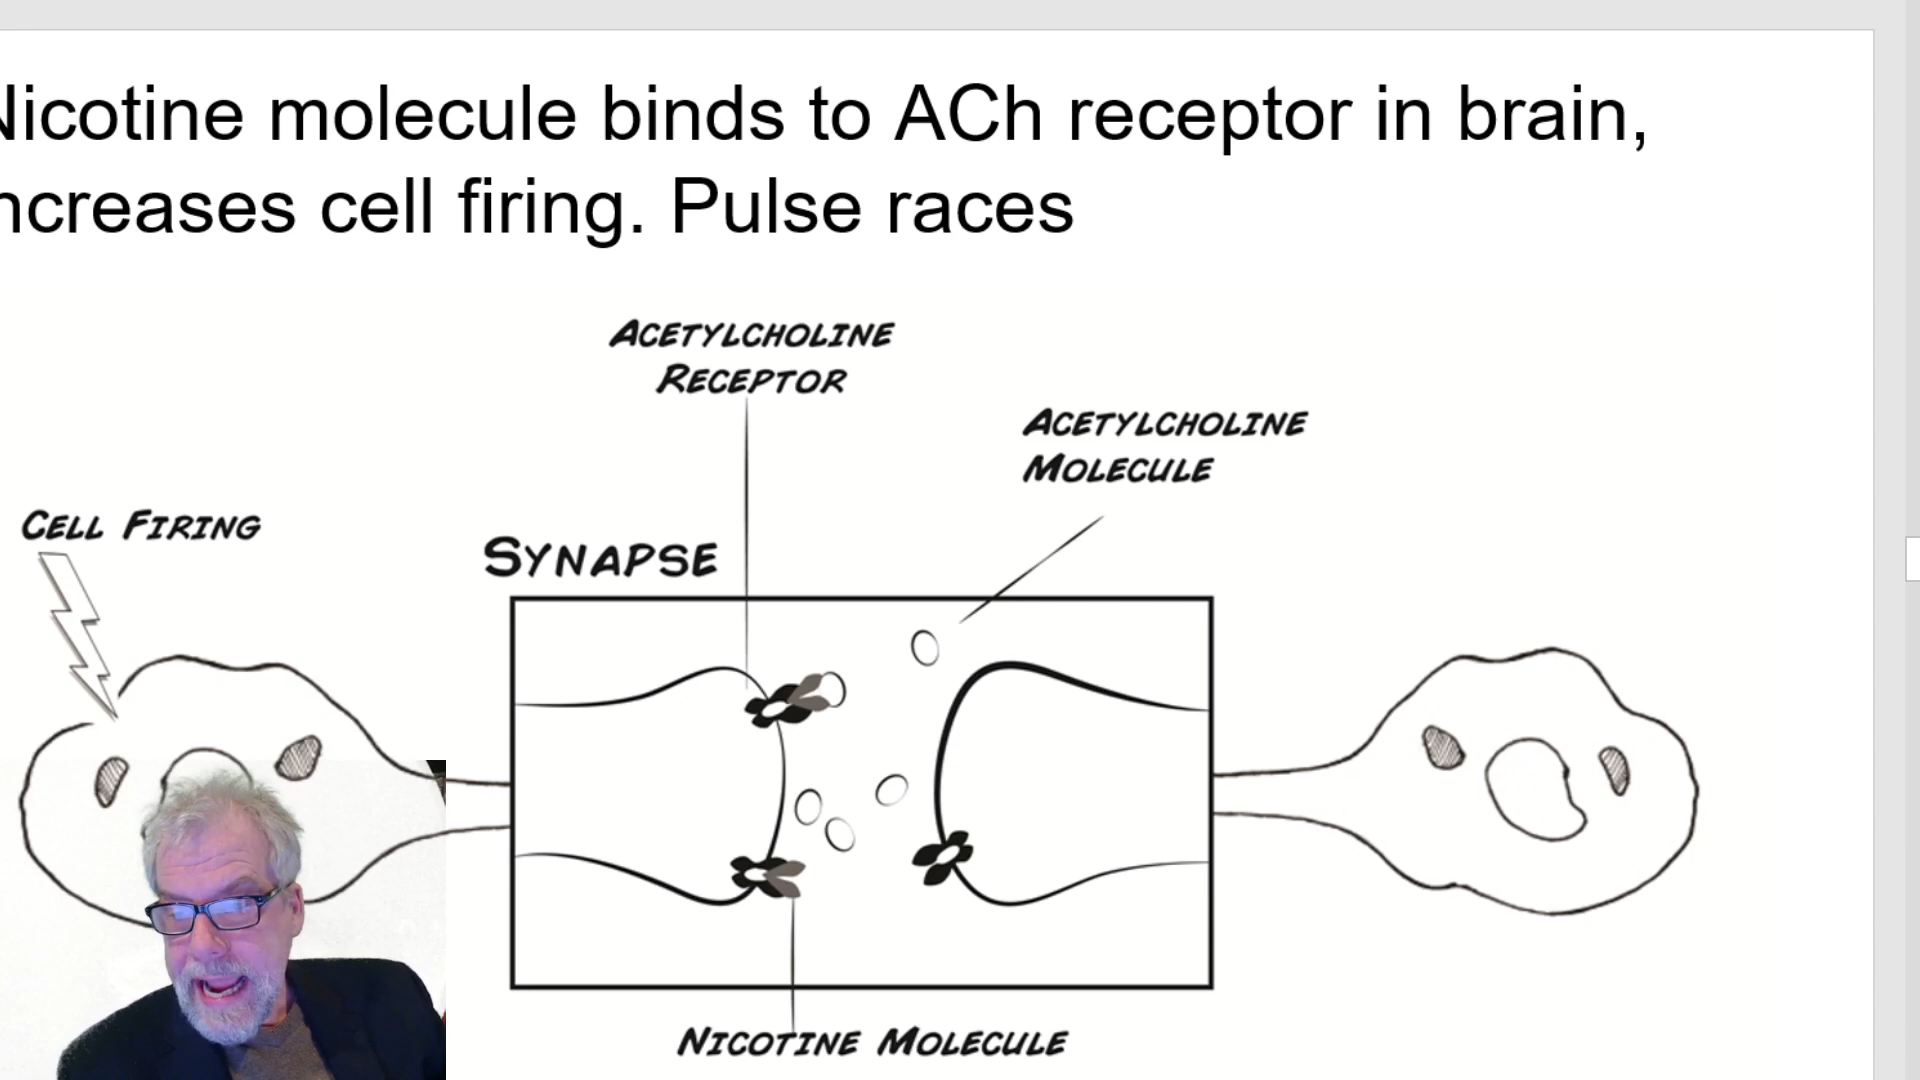 Nicotine molecule binds to ACh receptor in brain,
ncreases cell firing. Pulse races
ACETYLCHOLINE
RECEPTOR
ACETYLCHOLINE
MOLECULE
CELL FIRING
SYNAPSE
NICOTINE MOLECULE